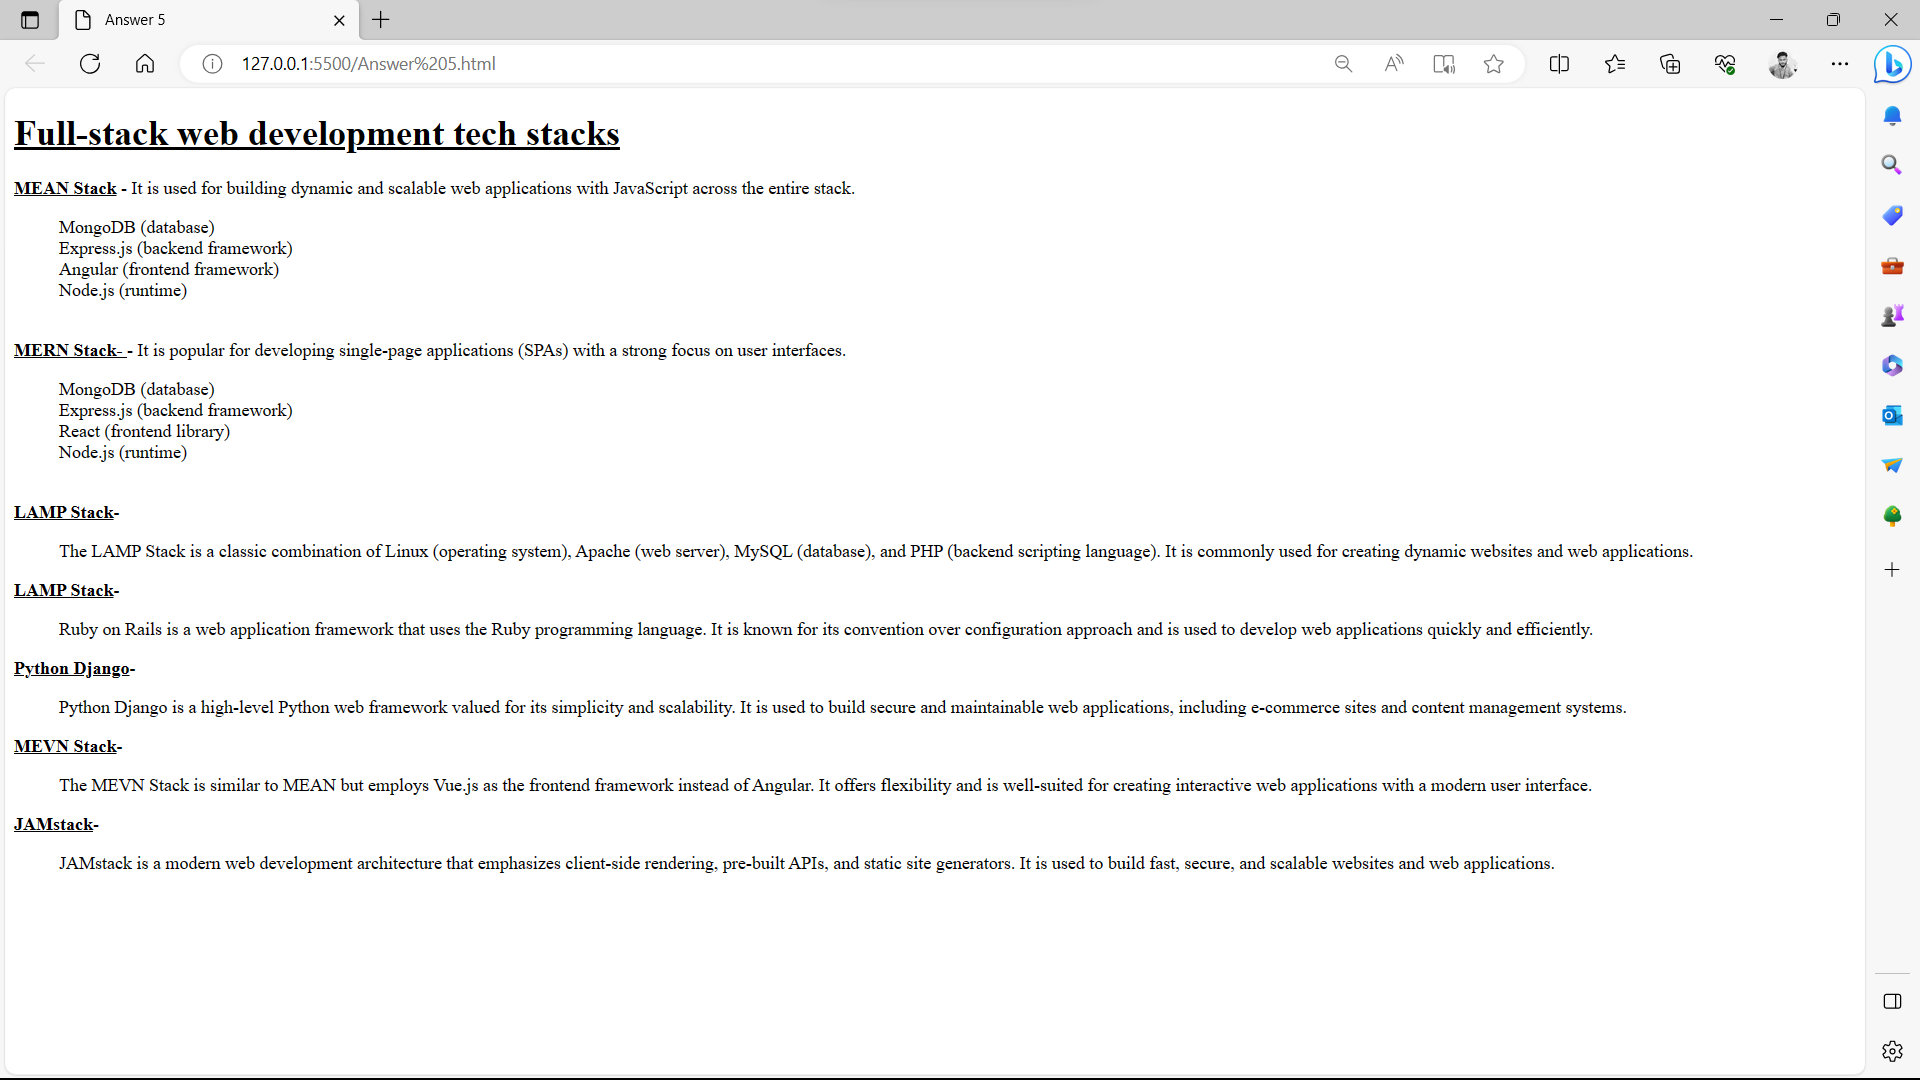 Answer 5
127.0.0.1:5500/Answer%205.html
Full-stack web development tech stacks
MEAN Stack - It is used for building dynamic and scalable web applications with JavaScript across the entire stack.
MongoDB (database)
Express.js (backend framework)
Angular (frontend framework)
Node.js (runtime)
MERN Stack- - It is popular for developing single-page applications (SPAs) with a strong focus on user interfaces.
MongoDB (database)
Express.js (backend framework)
React (frontend library)
Node.js (runtime)
LAMP Stack-
The LAMP Stack is a classic combination of Linux (operating system), Apache (web server), MySQL (database), and PHP (backend scripting language). It is commonly used for creating dynamic websites and web applications.
LAMP Stack-
Ruby on Rails is a web application framework that uses the Ruby programming language. It is known for its convention over configuration approach and is used to develop web applications quickly and efficiently.
Python Django-
Python Django is a high-level Python web framework valued for its simplicity and scalability. It is used to build secure and maintainable web applications, including e-commerce sites and content management systems.
MEVN Stack-
The MEVN Stack is similar to MEAN but employs Vue.js as the frontend framework instead of Angular. It offers flexibility and is well-suited for creating interactive web applications with a modern user interface.
JAMstack-
JAMstack is a modern web development architecture that emphasizes client-side rendering, pre-built APIs, and static site generators. It is used to build fast, secure, and scalable websites and web applications.